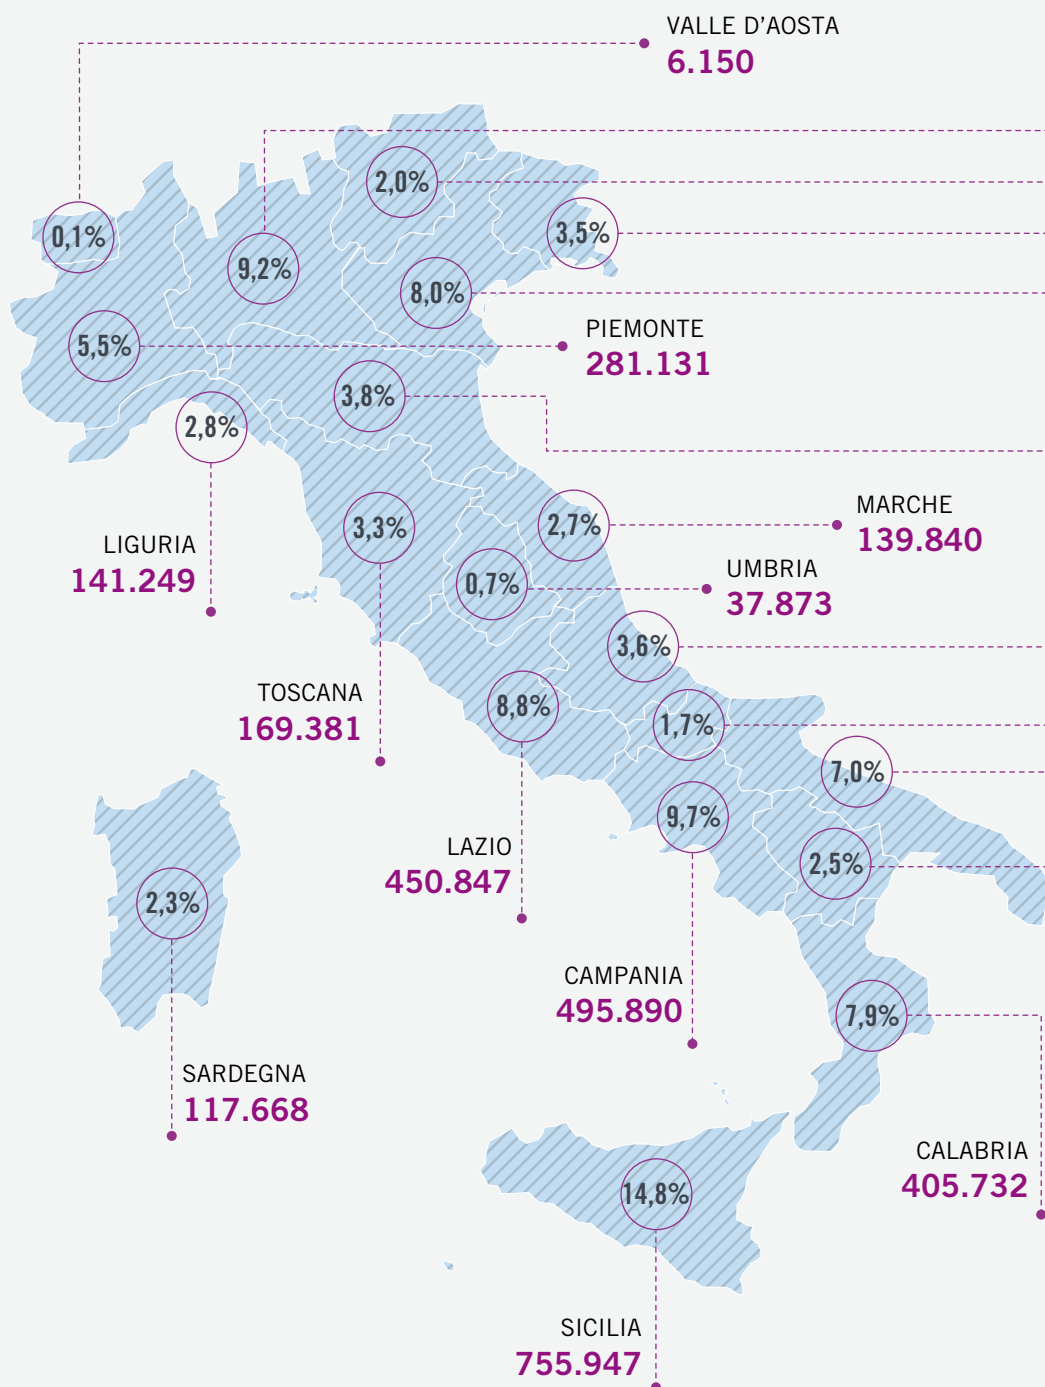 VALLE D'AOSTA
6.150
2,0%
0,1%
3,5%
9,2%
8,0%
5,5%
PIEMONTE
281.131
3,8%
2,8%
LIGURIA
141.249
3,3%
2,7%
MARCHE
139.840
0,7%
UMBRIA
37.873
3,6%
TOSCANA
169.381
8,8%
1,7%
7,0%
9,7%
LAZIO
450.847
2,5%
2,3%
CAMPANIA
495.890
7,9%
SARDEGNA
117.668
CALABRIA
405.732
14,8%
SICILIA
755.947